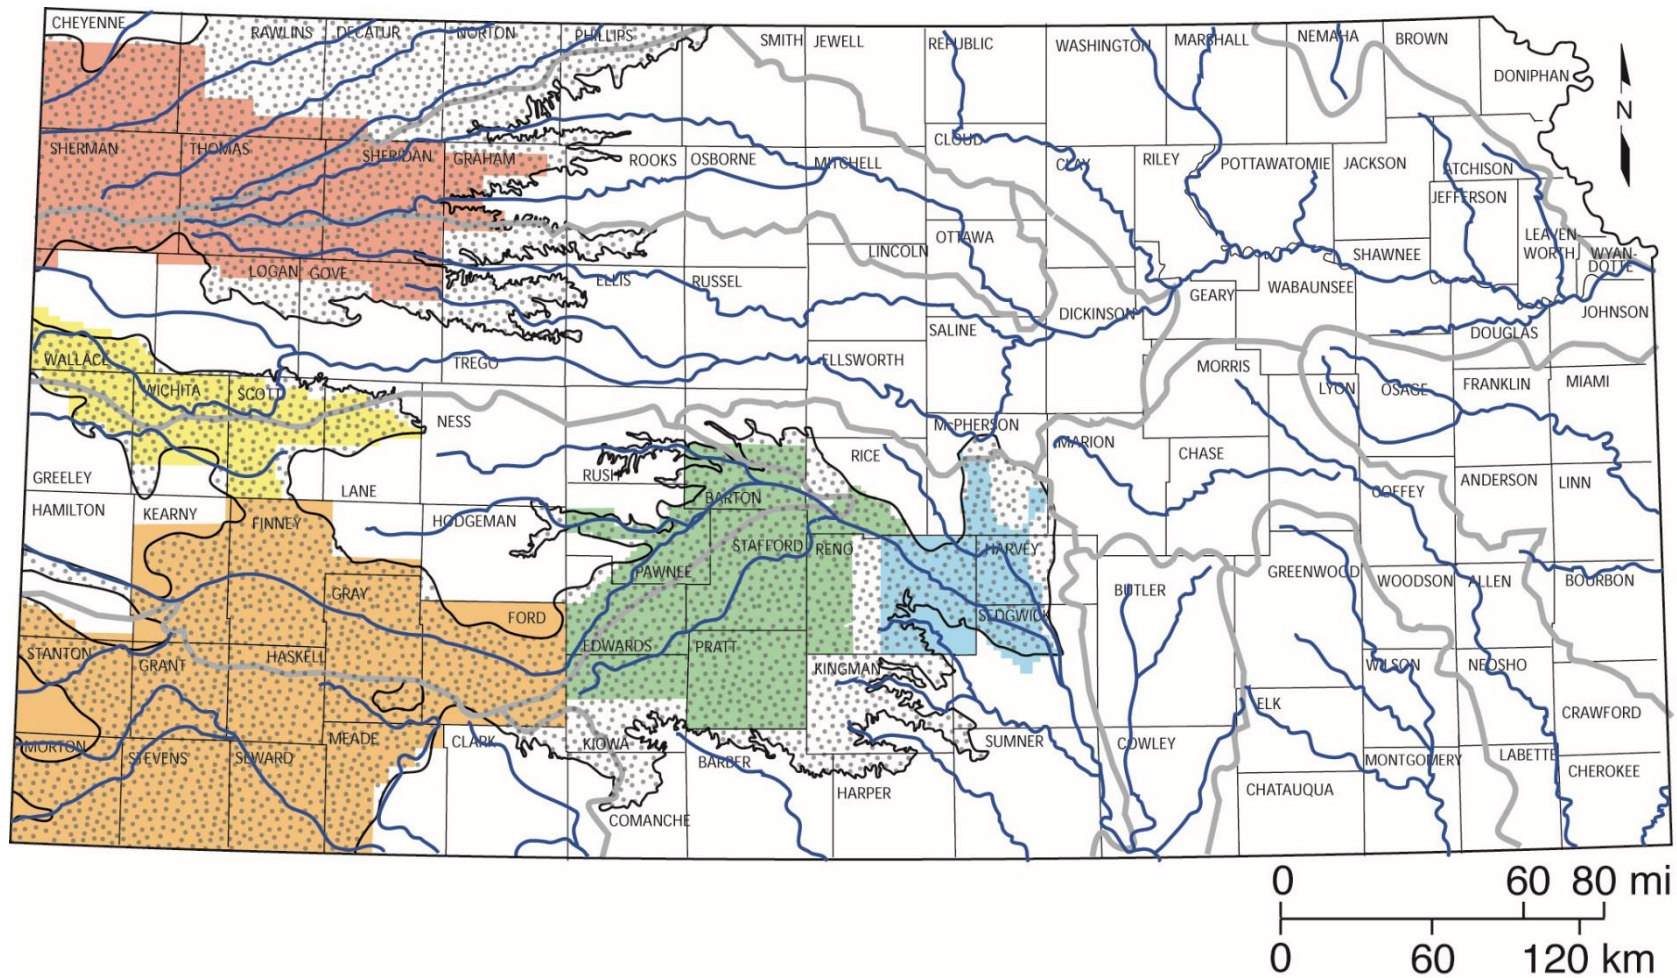 CHEYENNE
RAWLINS
DECATUR
NORTON
PHILLIPS
SMITH
JEWELL
REPUBLIC
WASHINGTON
MARSHALL
NEMAHA
BROWN
DONIPHAN
N
SHERMAN
THOMAS
SHERIDAN
GRAHAM
ROOKS
OSBORNE
MITCHELL
CLOUD
CLAY
RILEY
POTTAWATOMIE
JACKSON
ATCHISON
JEFFERSON
LEAVEN-
WORTH
WYAN-
DOTTE
LOGAN
GOVE
ELLIS
RUSSEL
LINCOLN
OTTAWA
SALINE
DICKINSON
GEARY
WABAUNSEE
SHAWNEE
DOUGLAS
JOHNSON
WALLACE
WICHITA
SCOTT
TREGO
NESS
ELLSWORTH
McPHERSON
MARION
MORRIS
CHASE
LYON
OSAGE
FRANKLIN
MIAMI
GREELEY
HAMILTON
KEARNY
FINNEY
LANE
HODGEMAN
RUSH
BARTON
RICE
STAFFORD
RENO
HARVEY
COFFEY
ANDERSON
LINN
GRAY
FORD
PAWNEE
SEDGWICK
BUTLER
GREENWOOD
WOODSON
ALLEN
BOURBON
STANTON
GRANT
HASKELL
EDWARDS
PRATT
KINGMAN
WILSON
NEOSHO
MORTON
STEVENS
SEWARD
MEADE
CLARK
KIOWA
BARBER
HARPER
SUMNER
COWLEY
ELK
MONTGOMERY
LABETTE
CRAWFORD
CHEROKEE
COMANCHE
CHATAUQUA
0 60 80 mi
0 60 120 km